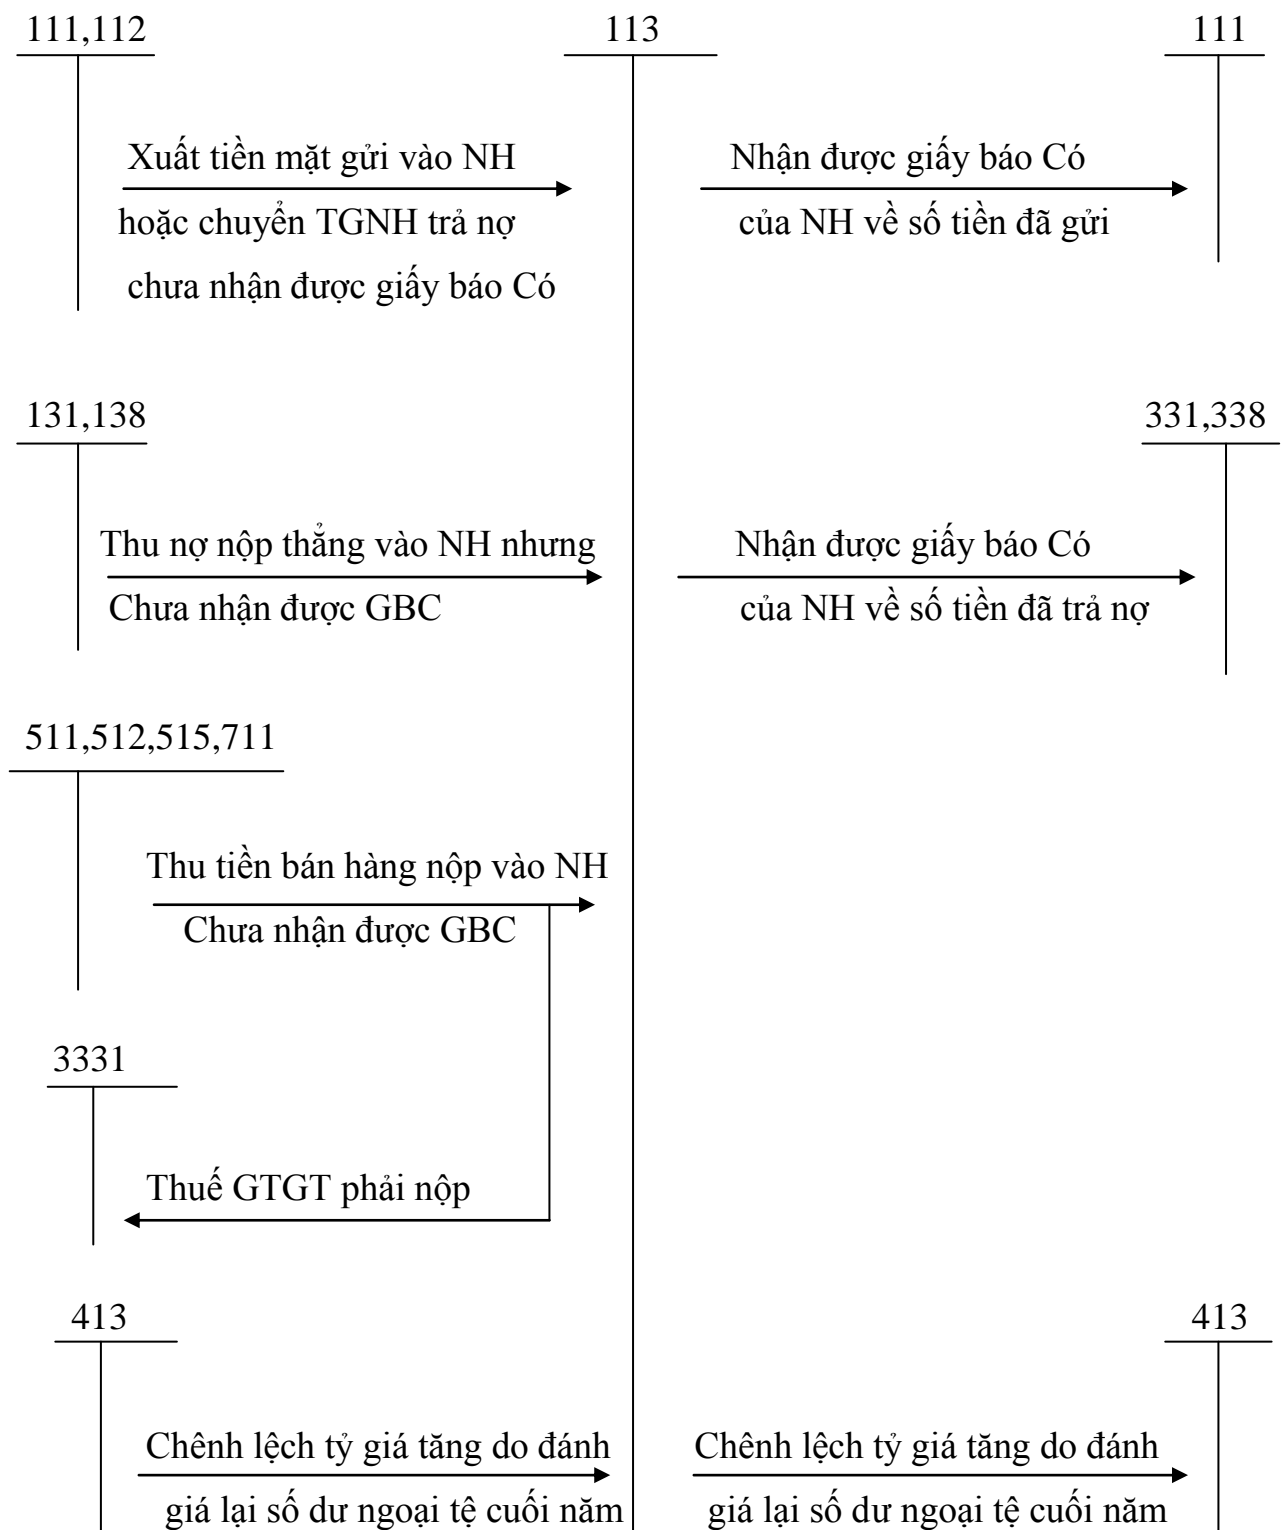 111,112
113
111
Xuất tiền mặt gửi vào NH
hoặc chuyển TGNH trả nợ
chưa nhận được giấy báo Có
Nhận được giấy báo Có
của NH về số tiền đã gửi
131,138
331,338
Thu nợ nộp thẳng vào NH nhưng
Chưa nhận được GBC
Nhận được giấy báo Có
của NH về số tiền đã trả nợ
511,512,515,711
Thu tiền bán hàng nộp vào NH
Chưa nhận được GBC
3331
Thuế GTGT phải nộp
413
413
Chênh lệch tỷ giá tăng do đánh
giá lại số dư ngoại tệ cuối năm
Chênh lệch tỷ giá tăng do đánh
giá lại số dư ngoại tệ cuối năm